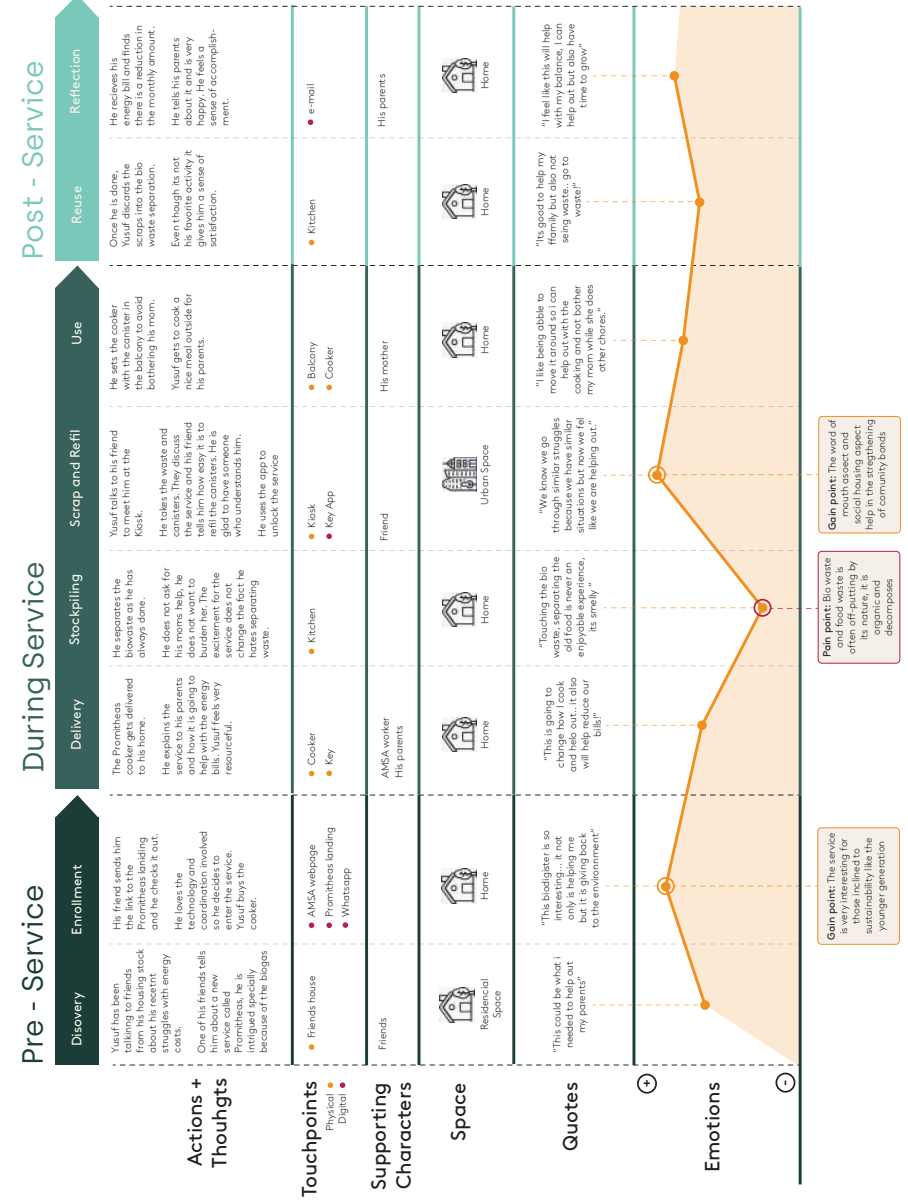 Pre - Service
During Service
Post - Service
Disovery
Enrollment
Delivery
Stockpiling
Scrap and Refil
Use
Reuse
Reflection
Actions +
Thouhgts
Yusuf has been
talkinng to friends
from his housing stock
about his recetnt
struggles with energy
casts.
One of his friends tells
him about a new
service called
Promitheas, he is
intrigued specially
because of the biogas
His friend sends him
the link to the
Promitheas laniding
and he checks it out.
He loves the
technology and
coordination involved
so he decides to
enter the service.
Yusuf buys the
cooker.
The Promitheas
cooker gets delivered
to his home.
He explains the
service to his parents
and how it is going to
help with the energy
bills. Yusuf feels very
resourceful.
He separates the
biowaste as he has
always done.
He does not ask for
his moms help, he
does not want to
burden her. The
excitement for the
service does not
change the fact he
hates separating
waste.
Yusuf talks to his friend
to meet him at the
Kiosk.
He takes the waste and
canisters. They discuss
the service and his friend
tells him how easy it is to
refil the canisters. He is
glad to have someone
who understands him.
He uses the app to
unlock the service
He sets the cooker
with the canister in
the balcony to avoid
bothering his mom.
Yusuf gets to cook a
nice meal outside for
his parents.
Once he is done,
Yusuf discards the
scraps into the bio
waste separation.
Even though its not
his favorite activity it
gives him a sense of
satisfaction.
He recieves his
energy bill and finds
there is a reduction in
the monthly amount.
He tells his parents
about it and is very
happy. He feels a
sense of accomplish-
ment.
Touchpoints
Physical
Digital
Friends house
AMSA webpage
Promitheas landing
Whatsapp
Cooker
Key
Kitchen
Kiosk
Key App
Balcony
Cooker
Kitchen
e-mail
Supporting
Characters
Friends
AMSA worker
His parents
Friend
His mother
His parents
Space
Residencial
Space
Home
Home
Home
Urban Space
Home
Home
Home
Quotes
"This could be what i
needed to help out
my parents"
"This biodigister is so
interesting... it not
only is helping me
but it is giving back
to the environment"
"This is going to
change how I cook
and helo out.. it also
will help reduce our
bills!"
"Touching the bio
waste, separating the
old food is never an
enjoyable experience,
its smelly "
"We know we go
through similar struggles
because we have similar
situations but now we fel
like we are helping out."
"I like being abble to
move it around so i can
help out with the
cooking and not bother
my mom while she does
other chores."
"Its good to help my
ffamily but also not
seing waste.. go to
waste!"
"I feel like this will help
with my balance, I can
help out but also have
time to grow"
Emotions
+
-
Gain point: The service
is very interesting for
those inclined to
sustainability like the
younger generation
Pain point: Bio waste
and food waste is
often off-putting by
its nature, it is
organic and
decomposes
Gain point: The word of
mouth asoect and
social housing aspect
help in the stregthening
of comunity bonds